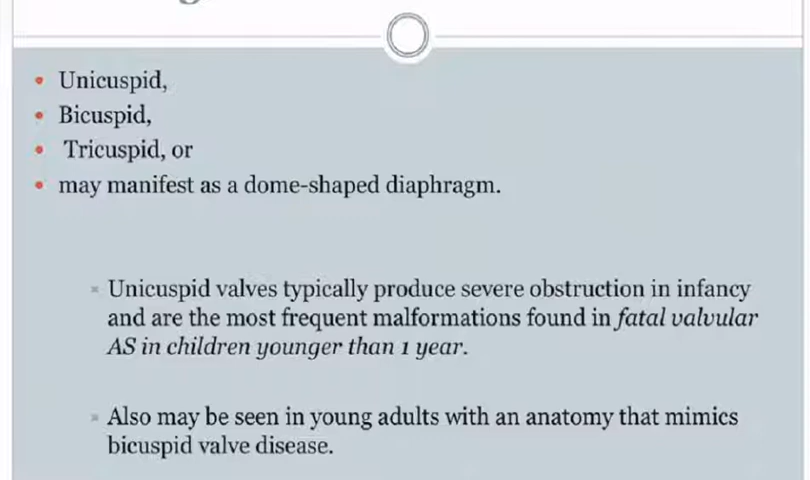 Unicuspid,
Bicuspid,
Tricuspid, or
may manifest as a dome-shaped diaphragm.
Unicuspid valves typically produce severe obstruction in infancy
and are the most frequent malformations found in fatal valvular
AS in children younger than 1 year.
Also may be seen in young adults with an anatomy that mimics
bicuspid valve disease.